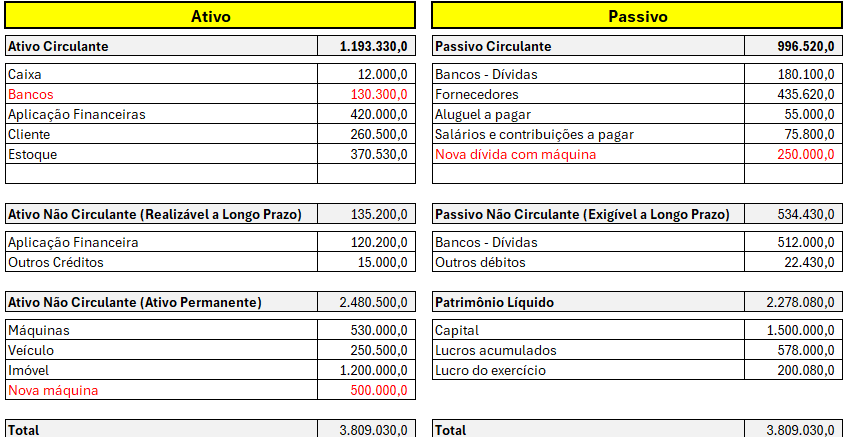 Ativo Passivo
Ativo Circulante 1.193.330,0 Passivo Circulante 996.520,0
Caixa 12.000,0 Bancos - Dívidas 180.100,0
Bancos 130.300,0 Fornecedores 435.620,0
Aplicação Financeiras 420.000,0 Aluguel a pagar 55.000,0
Cliente 260.500,0 Salários e contribuições a pagar 75.800,0
Estoque 370.530,0 Nova dívida com máquina 250.000,0
Ativo Não Circulante (Realizável a Longo Prazo) 135.200,0 Passivo Não Circulante (Exigível a Longo Prazo) 534.430,0
Aplicação Financeira 120.200,0 Bancos - Dívidas 512.000,0
Outros Créditos 15.000,0 Outros débitos 22.430,0
Ativo Não Circulante (Ativo Permanente) 2.480.500,0 Patrimônio Líquido 2.278.080,0
Máquinas 530.000,0 Capital 1.500.000,0
Veículo 250.500,0 Lucros acumulados 578.000,0
Imóvel 1.200.000,0 Lucro do exercício 200.080,0
Nova máquina 500.000,0
Total 3.809.030,0 Total 3.809.030,0